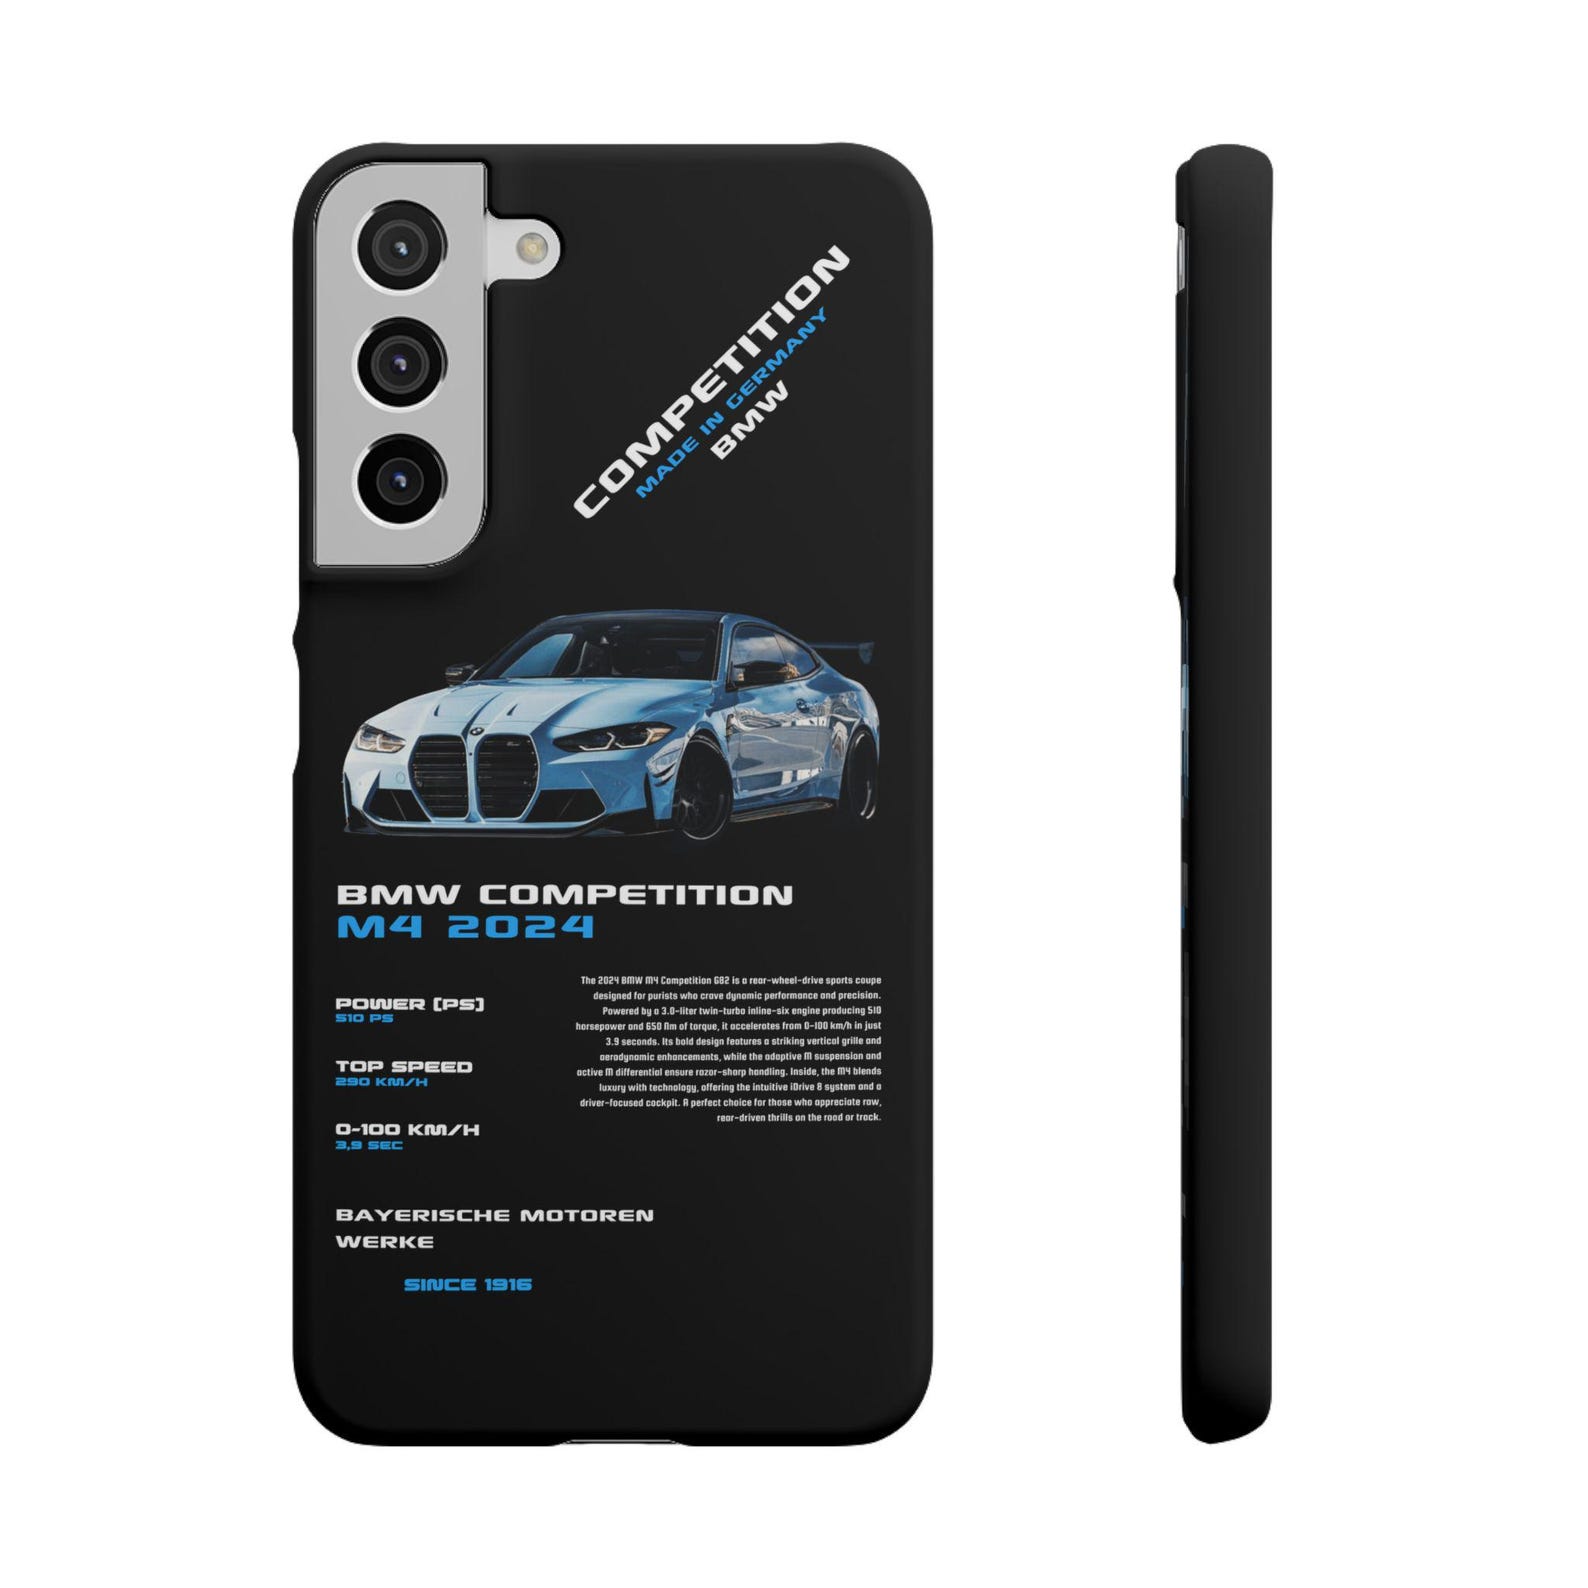 COMPETITION
MADE IN GERMANY
BMW
BMW COMPETITION
M4 2024
POWER (PS)
510 PS
TOP SPEED
290 KM/H
0-100 KM/H
3,9 SEC
The 2024 BMW M4 Competition G82 is a rear-wheel-drive sports coupe
designed for purists who crave dynamic performance and precision.
Powered by a 3.0-liter twin-turbo inline-six engine producing 510
horsepower and 650 Nm of torque, it accelerates from 0-100 km/h in just
3.9 seconds. Its bold design features a striking vertical grille and
aerodynamic enhancements, while the adaptive M suspension and
active M differential ensure razor-sharp handling. Inside, the M4 blends
luxury with technology, offering the intuitive iDrive 8 system and a
driver-focused cockpit. A perfect choice for those who appreciate raw,
rear-driven thrills on the road or track.
BAYERISCHE MOTOREN
WERKE
SINCE 1916